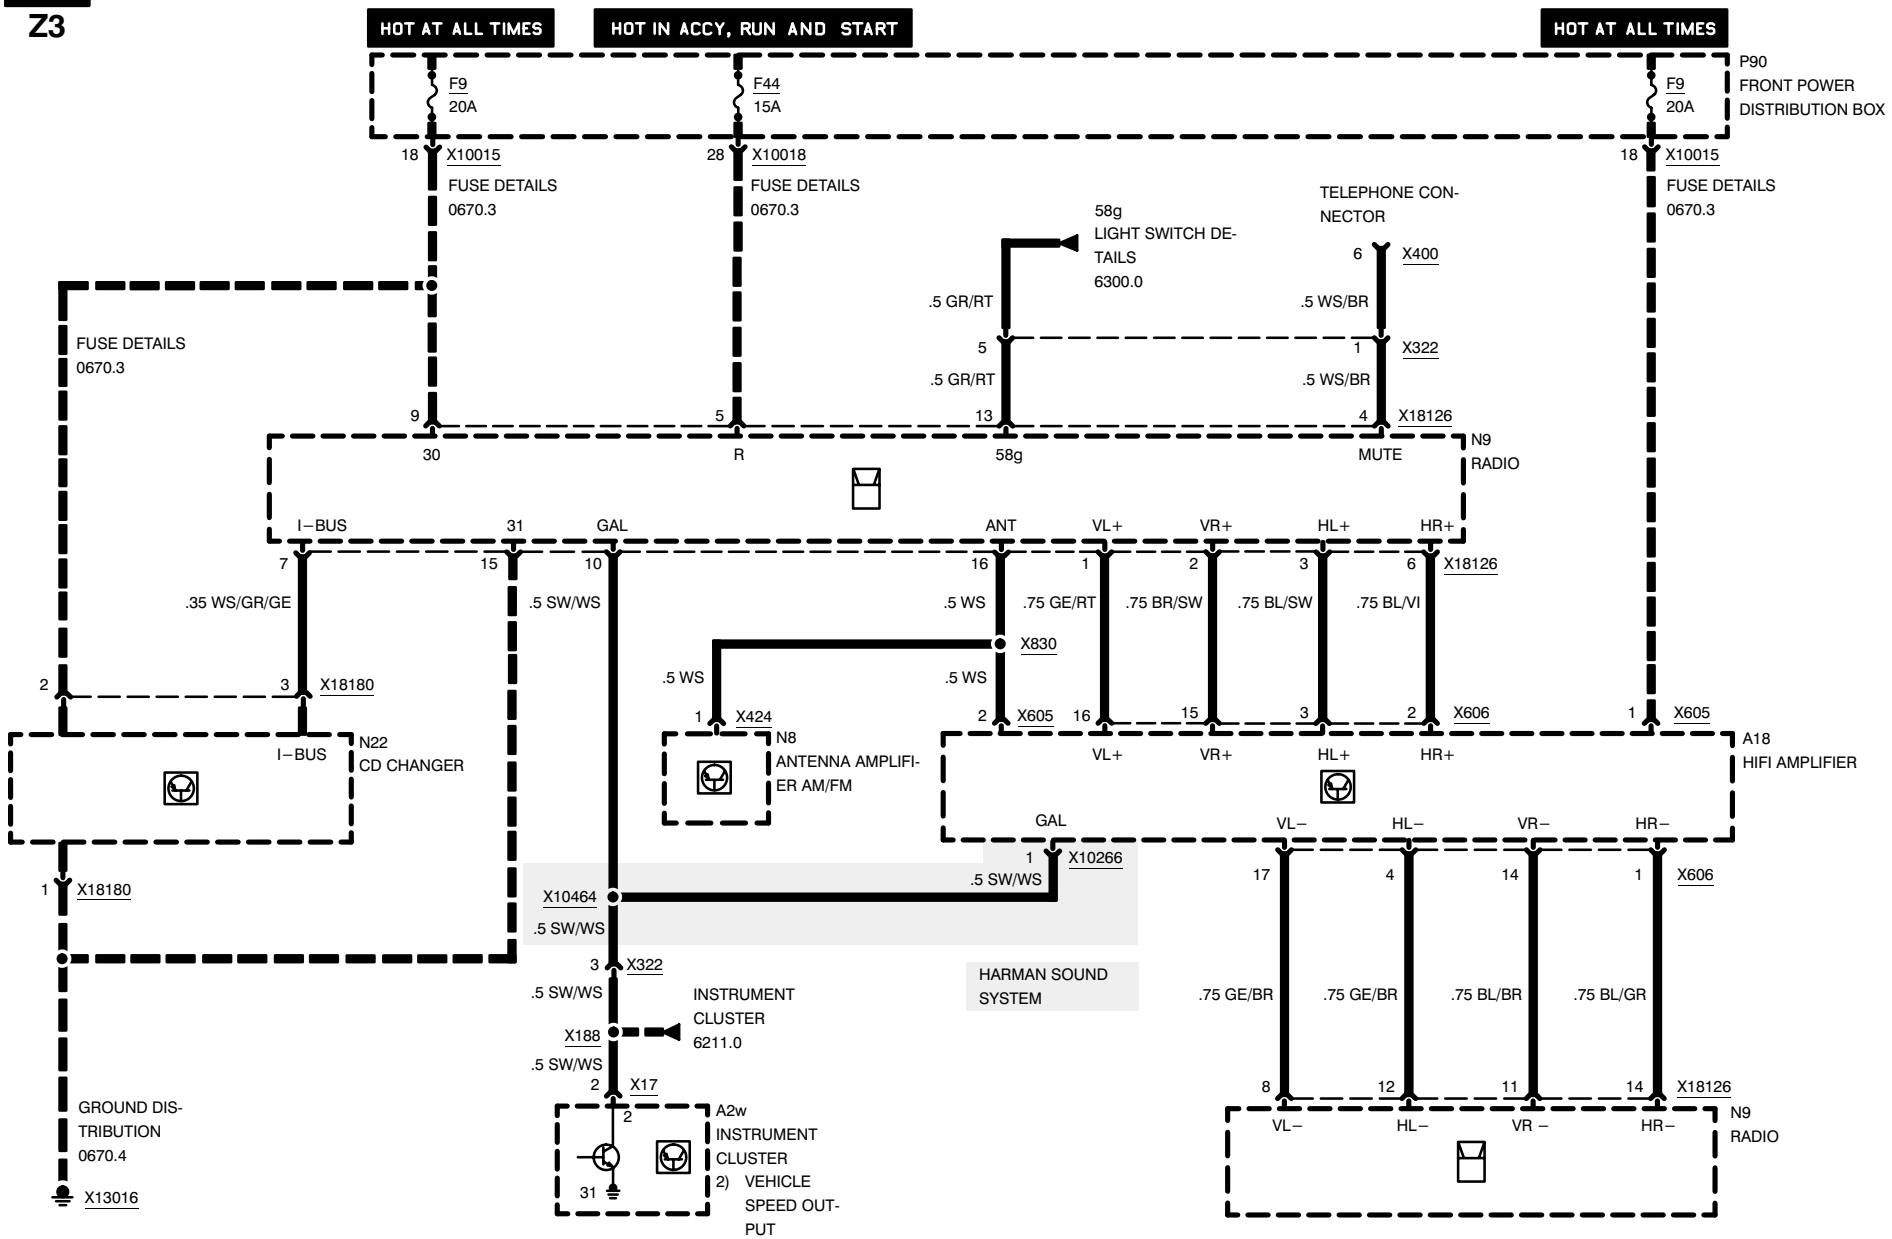 Z3
HOT AT ALL TIMES
HOT IN ACCY, RUN AND START
HOT AT ALL TIMES
P90
FRONT POWER
DISTRIBUTION BOX
F9
20A
F44
15A
F9
20A
18 X10015
28 X10018
18 X10015
FUSE DETAILS
0670.3
FUSE DETAILS
0670.3
FUSE DETAILS
0670.3
58g
LIGHT SWITCH DE-
TAILS
6300.0
TELEPHONE CON-
NECTOR
6 X400
.5 GR/RT
.5 WS/BR
FUSE DETAILS
0670.3
5
1 X322
.5 GR/RT
.5 WS/BR
9
5
13
4 X18126
N9
RADIO
30
R
58g
MUTE
I−BUS
31
GAL
ANT
VL+
VR+
HL+
HR+
7
15
10
16
1
2
3
6 X18126
.35 WS/GR/GE
.5 SW/WS
.5 WS
.75 GE/RT
.75 BR/SW
.75 BL/SW
.75 BL/VI
X830
.5 WS
.5 WS
2
3 X18180
1 X424
2 X605
16
15
3
2 X606
1 X605
N22
CD CHANGER
I−BUS
N8
ANTENNA AMPLIFI-
ER AM/FM
A18
HIFI AMPLIFIER
VL+
VR+
HL+
HR+
GAL
VL−
HL−
VR−
HR−
1 X10266
.5 SW/WS
17
4
14
1 X606
1 X18180
X10464
.5 SW/WS
3 X322
HARMAN SOUND
SYSTEM
.5 SW/WS
INSTRUMENT
CLUSTER
6211.0
X188
.5 SW/WS
.75 GE/BR
.75 GE/BR
.75 BL/BR
.75 BL/GR
2 X17
8
12
11
14 X18126
GROUND DIS-
TRIBUTION
0670.4
X13016
2
31
A2w
INSTRUMENT
CLUSTER
2) VEHICLE
SPEED OUT-
PUT
VL−
HL−
VR −
HR−
N9
RADIO